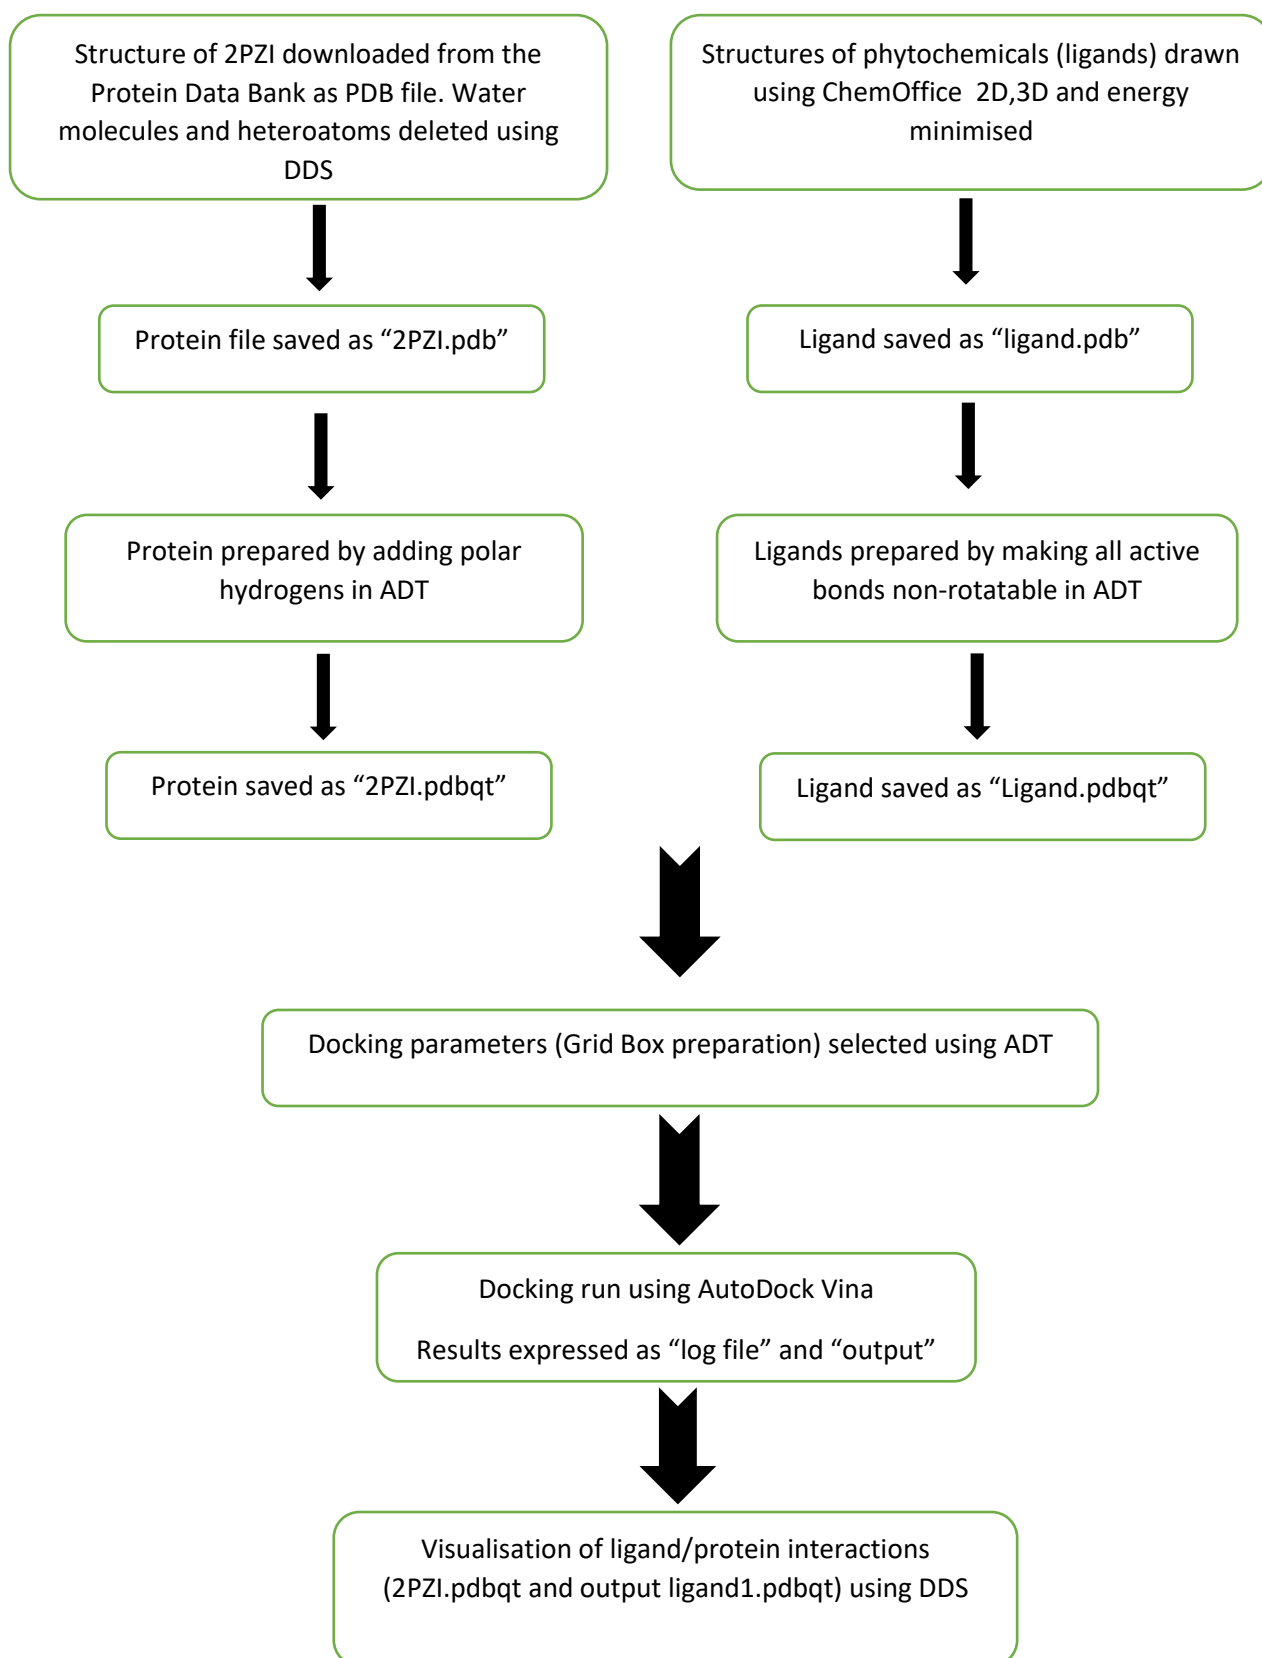 Structure of 2PZI downloaded from the
Protein Data Bank as PDB file. Water
molecules and heteroatoms deleted using
DDS
Structures of phytochemicals (ligands) drawn
using ChemOffice  2D,3D and energy
minimised
Protein file saved as “2PZI.pdb”
Ligand saved as “ligand.pdb”
Protein prepared by adding polar
hydrogens in ADT
Ligands prepared by making all active
bonds non-rotatable in ADT
Protein saved as “2PZI.pdbqt”
Ligand saved as “Ligand.pdbqt”
Docking parameters (Grid Box preparation) selected using ADT
Docking run using AutoDock Vina
Results expressed as “log file” and “output”
Visualisation of ligand/protein interactions
(2PZI.pdbqt and output ligand1.pdbqt) using DDS